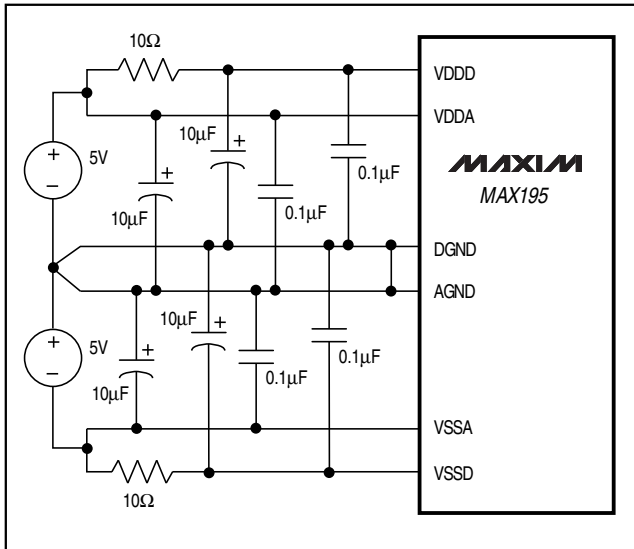 10Ω
VDDD
VDDA
10µF
+
+
0.1µF
MAXIM
MAX195
+
5V
−
10µF
0.1µF
DGND
AGND
+
5V
−
10µF
+
+
10µF
0.1µF
0.1µF
VSSA
VSSD
10Ω